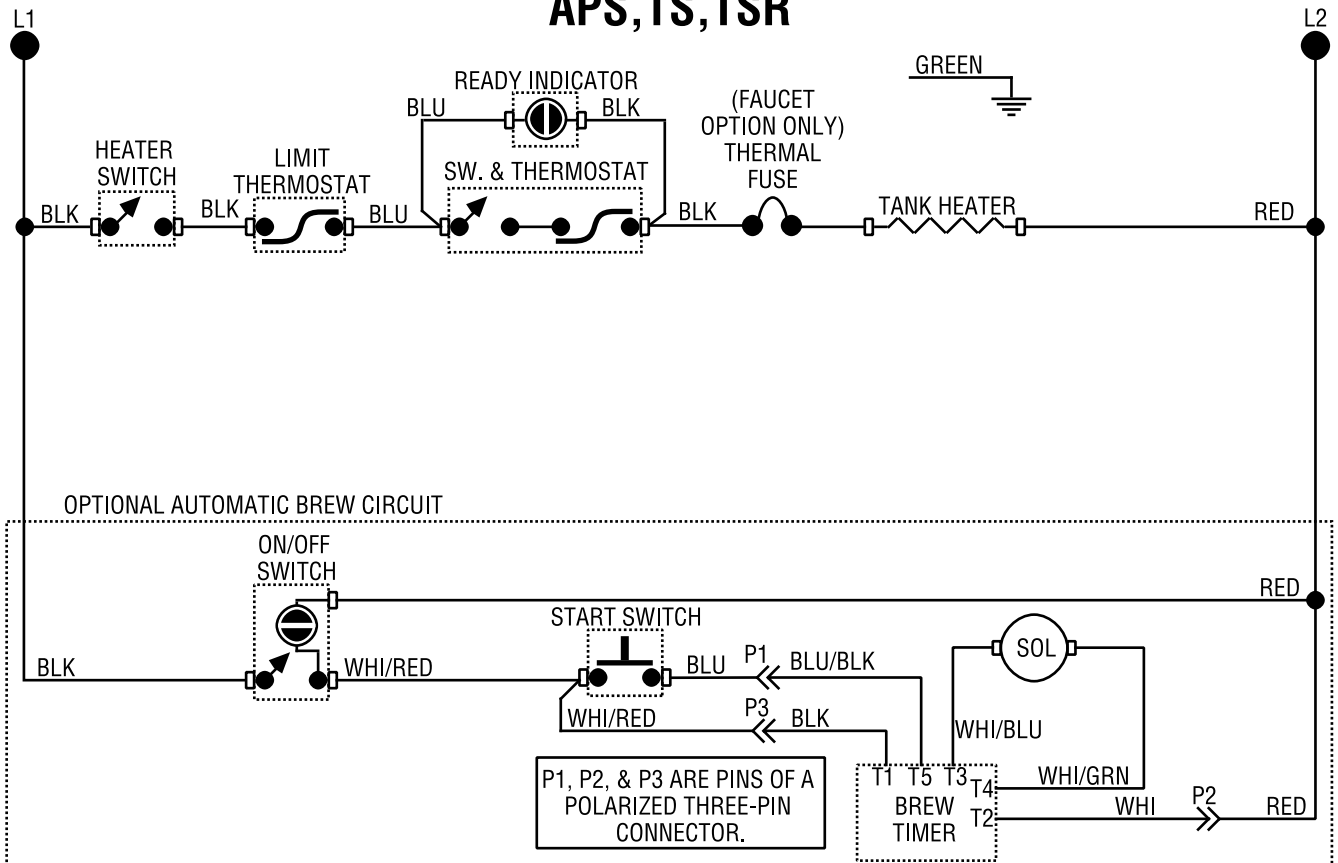 APS,TS,TSR
L1
L2
GREEN
READY INDICATOR
BLU
BLK
(FAUCET
OPTION ONLY)
THERMAL
FUSE
HEATER
SWITCH
LIMIT
THERMOSTAT
SW. & THERMOSTAT
BLK
BLK
BLU
BLK
TANK HEATER
RED
OPTIONAL AUTOMATIC BREW CIRCUIT
ON/OFF
SWITCH
RED
START SWITCH
SOL
BLK
WHI/RED
BLU
P1
BLU/BLK
WHI/RED
P3
BLK
WHI/BLU
P1, P2, & P3 ARE PINS OF A
POLARIZED THREE-PIN
CONNECTOR.
T1 T5 T3
T4
WHI/GRN
BREW
TIMER
T2
WHI
P2
RED